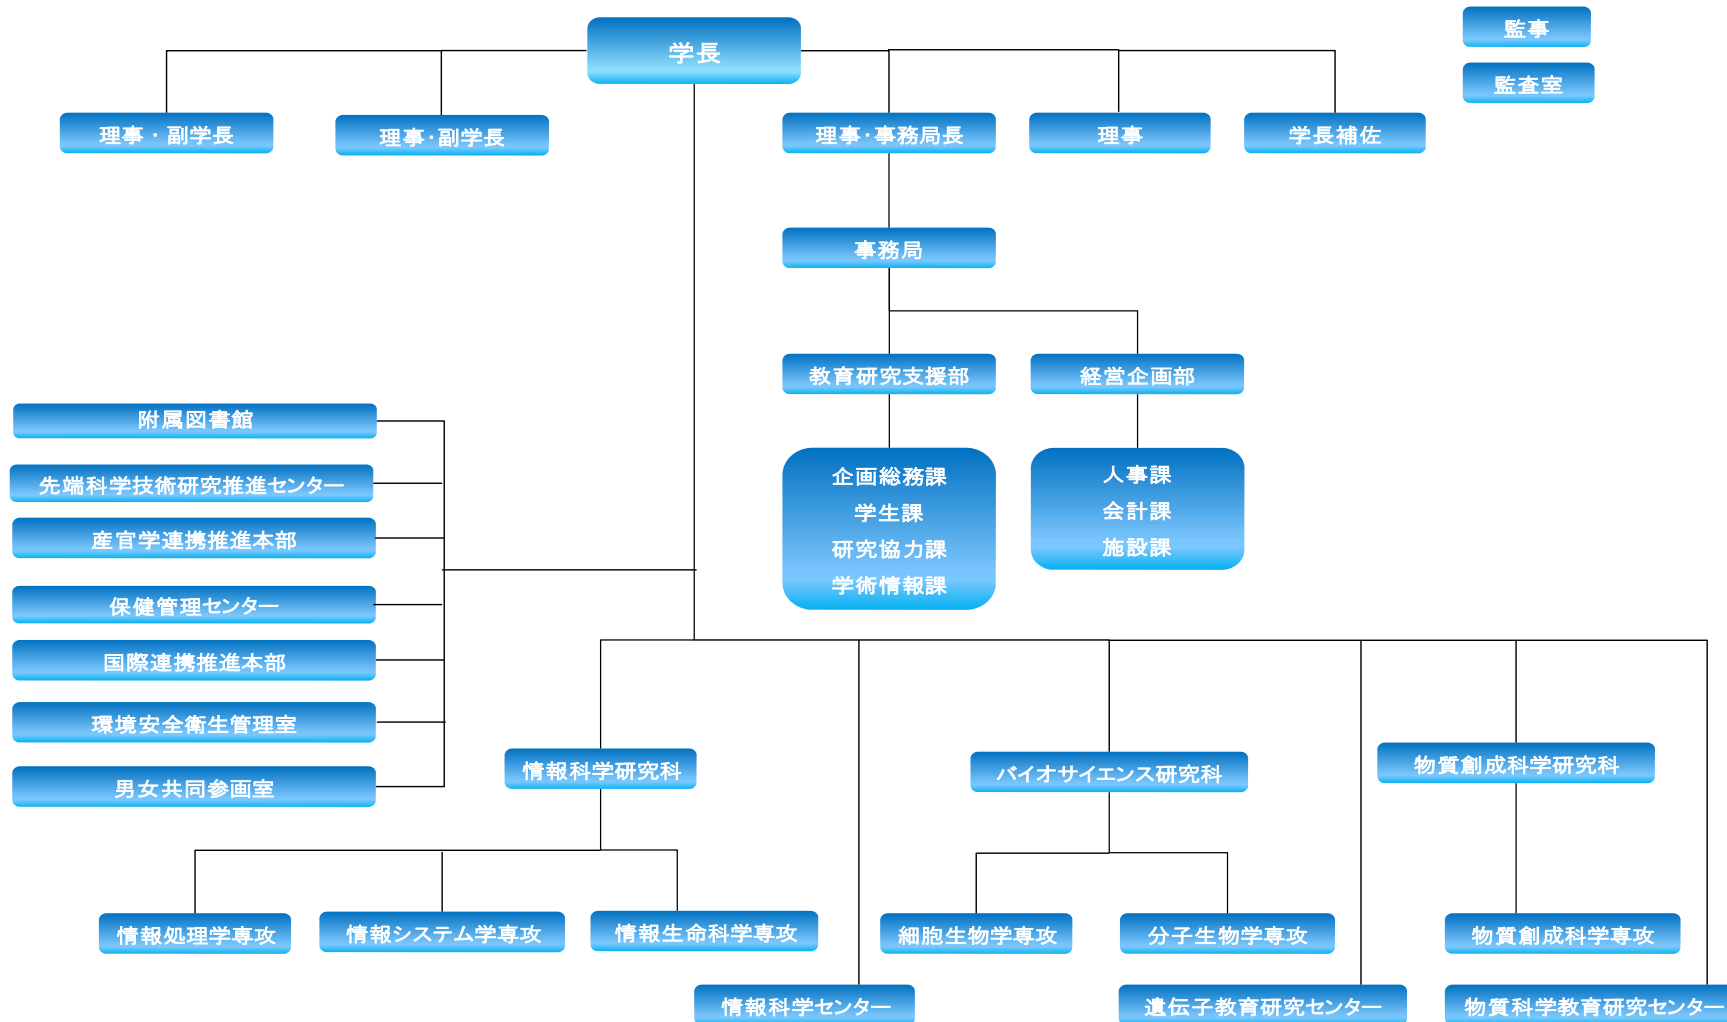 学長
監事
監査室
理事・副学長
理事・副学長
理事・事務局長
理事
学長補佐
事務局
教育研究支援部
経営企画部
企画総務課
学生課
研究協力課
学術情報課
人事課
会計課
施設課
附属図書館
先端科学技術研究推進センター
産官学連携推進本部
保健管理センター
国際連携推進本部
環境安全衛生管理室
男女共同参画室
情報科学研究科
バイオサイエンス研究科
物質創成科学研究科
情報処理学専攻
情報システム学専攻
情報生命科学専攻
細胞生物学専攻
分子生物学専攻
物質創成科学専攻
情報科学センター
遺伝子教育研究センター
物質科学教育研究センター